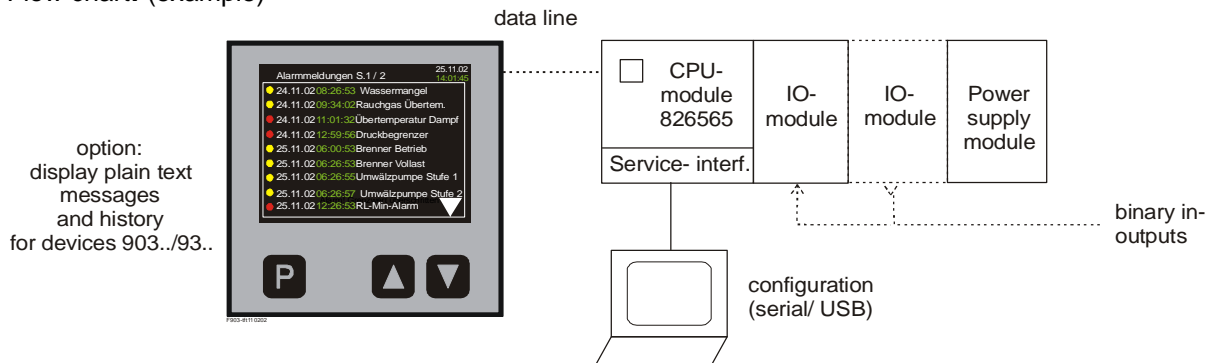 Flow chart: (example)
data line
Alarmmeldungen S.1 / 2
25.11.02
14:01:45
24.11.02 08:26:53 Wassermangel
24.11.02 09:34:02 Rauchgas Übertem.
24.11.02 11:01:32 Übertemperatur Dampf
24.11.02 12:59:56 Druckbegrenzer
25.11.02 06:00:53 Brenner Betrieb
25.11.02 06:26:53 Brenner Vollast
25.11.02 06:26:55 Umwälzpumpe Stufe 1
25.11.02 06:26:57 Umwälzpumpe Stufe 2
25.11.02 12:26:53 RL-Min-Alarm
P
option:
display plain text
messages
and history
for devices 903../93..
CPU-
module
826565
Service- interf.
IO-
module
IO-
module
Power
supply
module
binary in-
outputs
configuration
(serial/ USB)